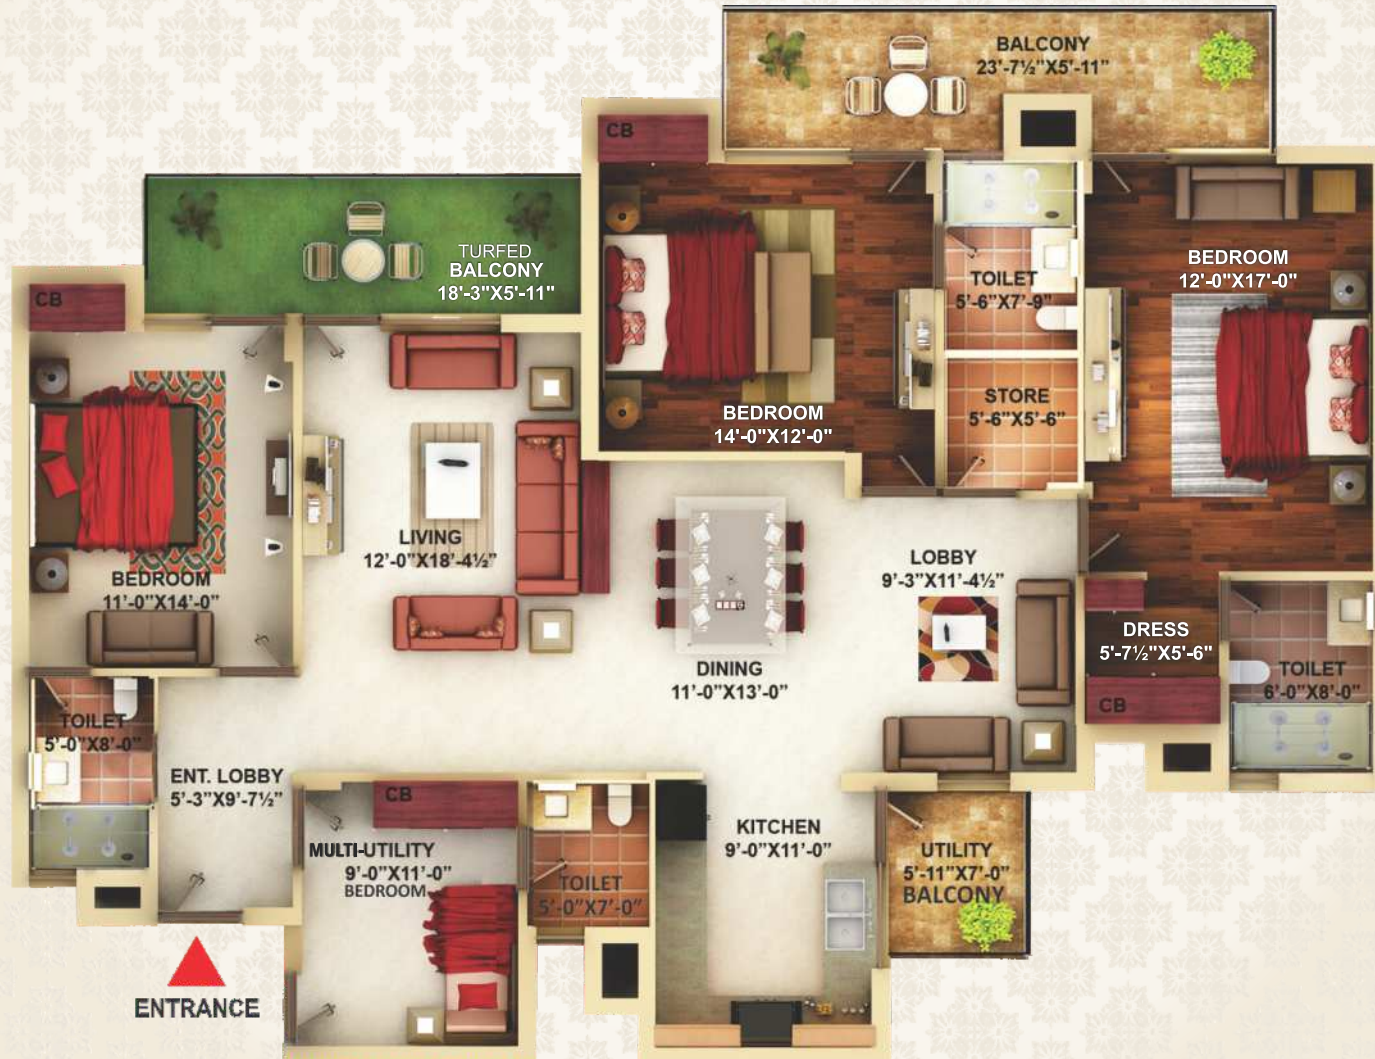 BALCONY
23'-7½"X5'-11"
CB
TURFED
BALCONY
18'-3"X5'-11"
CB
BEDROOM
12'-0"X17'-0"
TOILET
5'-6"X7'-9"
STORE
5'-6"X5'-6"
BEDROOM
14'-0"X12'-0"
LIVING
12'-0"X18'-4½"
BEDROOM
11'-0"X14'-0"
LOBBY
9'-3"X11'-4½"
DINING
11'-0"X13'-0"
DRESS
5'-7½"X5'-6"
CB
TOILET
6'-0"X8'-0"
TOILET
5'-0"X8'-0"
ENT. LOBBY
5'-3"X9'-7½"
CB
MULTI-UTILITY
9'-0"X11'-0"
BEDROOM
TOILET
5'-0"X7'-0"
KITCHEN
9'-0"X11'-0"
UTILITY
5'-11"X7'-0"
BALCONY
ENTRANCE